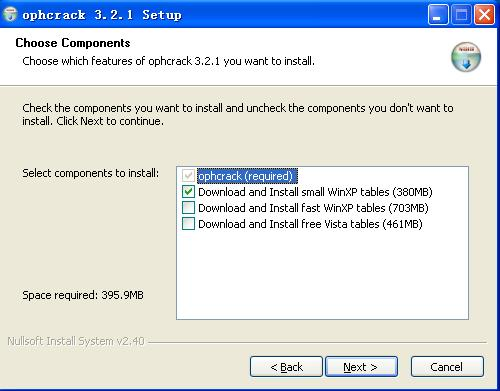 ophcrack 3.2.1 Setup
Choose Components
Choose which features of ophcrack 3.2.1 you want to install.
Check the components you want to install and uncheck the components you don't want to
install. Click Next to continue.
Select components to install:
ophcrack (required)
Download and Install small WinXP tables (380MB)
Download and Install fast WinXP tables (703MB)
Download and Install free Vista tables (461MB)
Space required: 395.9MB
Nullsoft Install System v2.40
< Back
Next >
Cancel